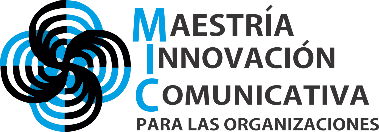 MAESTRÍA
INNOVACIÓN
COMUNICATIVA
PARA LAS ORGANIZACIONES